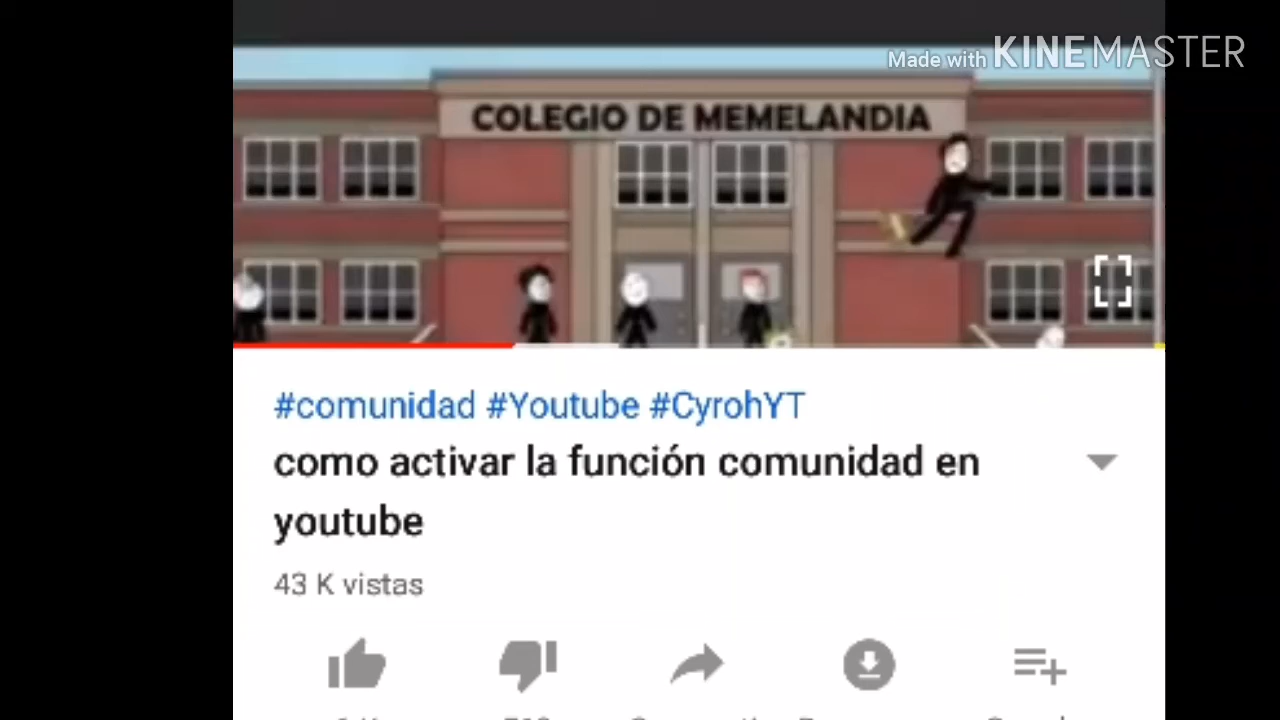 Made with KINEMASTER
COLEGIO DE MEMELANDIA
#comunidad #Youtube #CyrohYT
como activar la función comunidad en
youtube
43 K vistas